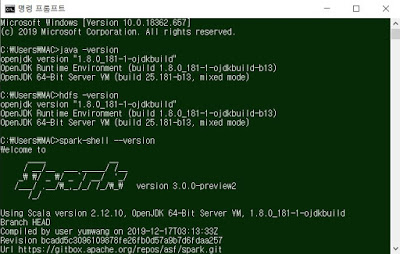 명령 프롬프트
Microsoft Windows [Version 10.0.18362.657]
(c) 2019 Microsoft Corporation. All rights reserved.
C:₩Users₩MAC>java -version
openjdk version "1.8.0_181-1-ojdkbuild"
OpenJDK Runtime Environment (build 1.8.0_181-1-ojdkbuild-b13)
OpenJDK 64-Bit Server VM (build 25.181-b13, mixed mode)
C:₩Users₩MAC>hdfs -version
openjdk version "1.8.0_181-1-ojdkbuild"
OpenJDK Runtime Environment (build 1.8.0_181-1-ojdkbuild-b13)
OpenJDK 64-Bit Server VM (build 25.181-b13, mixed mode)
C:₩Users₩MAC>spark-shell --version
Welcome to
Spark version 3.0.0-preview2
Using Scala version 2.12.10, OpenJDK 64-Bit Server VM, 1.8.0_181-1-ojdkbuild
Branch HEAD
Compiled by user yumwang on 2019-12-17T03:13:33Z
Revision bcadd5c3096109878fe26fb0d57a9b7d6fdaa257
Url https://gitbox.apache.org/repos/asf/spark.git